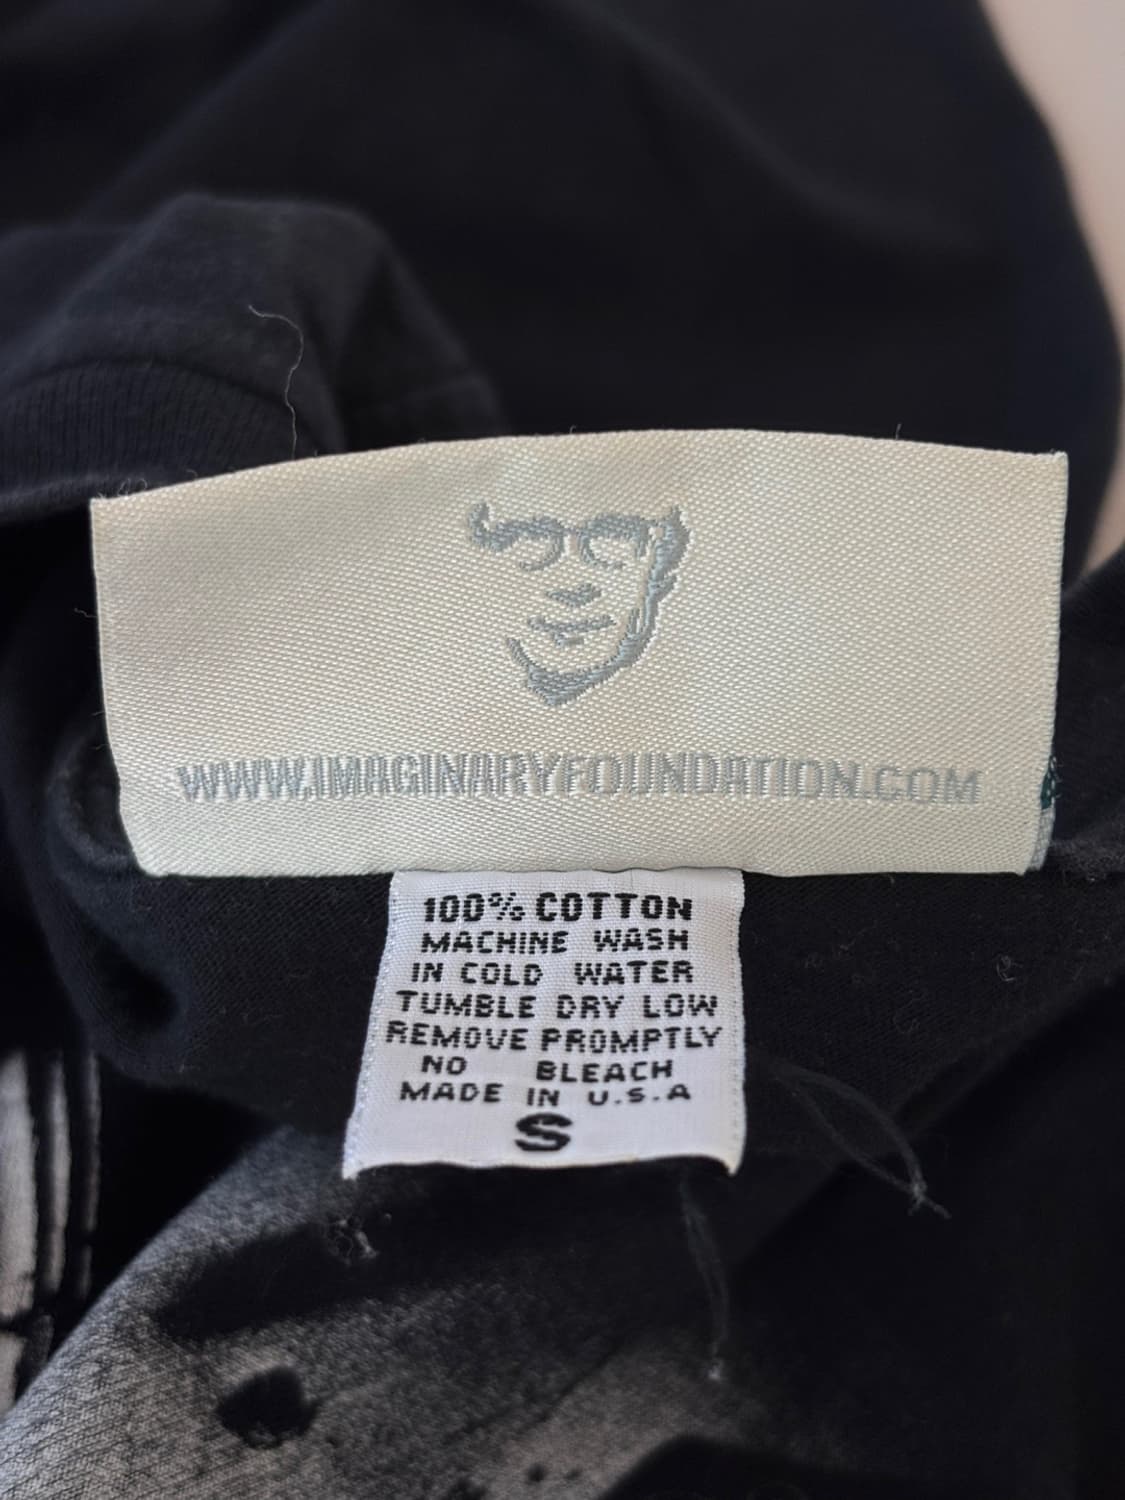 WWW.IMAGINARYFOUNDATION.COM
100% COTTON
MACHINE WASH
IN COLD WATER
TUMBLE DRY LOW
REMOVE PROMPTLY
NO BLEACH
MADE IN U.S.A
S